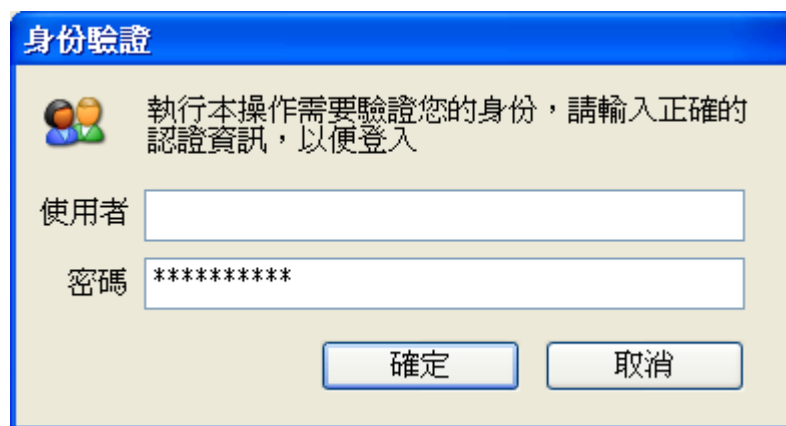 身份驗證
執行本操作需要驗證您的身份，請輸入正確的
認證資訊，以便登入
使用者
密碼 **********
確定 取消